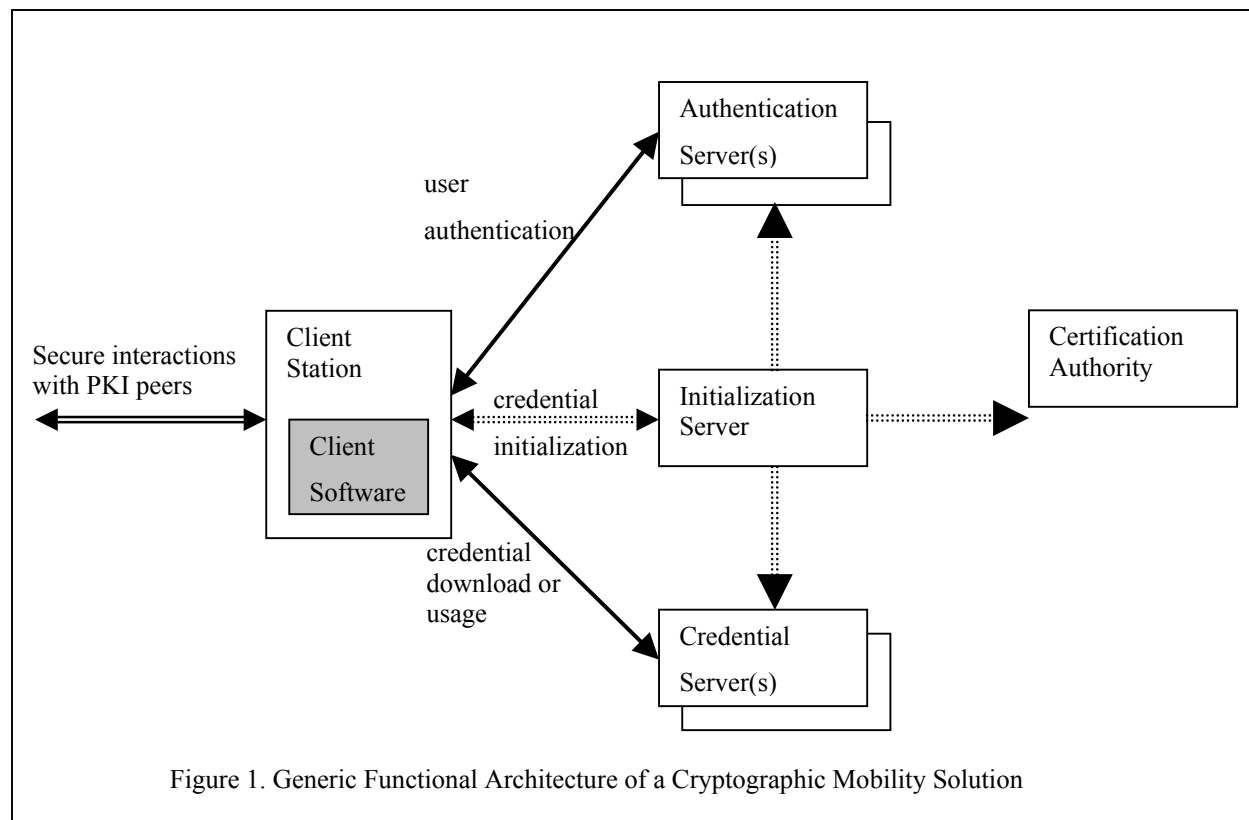 Authentication
Server(s)
user
authentication
Client
Station
Certification
Authority
Secure interactions
with PKI peers
credential
initialization
Initialization
Server
Client
Software
credential
download or
usage
Credential
Server(s)
Figure 1. Generic Functional Architecture of a Cryptographic Mobility Solution